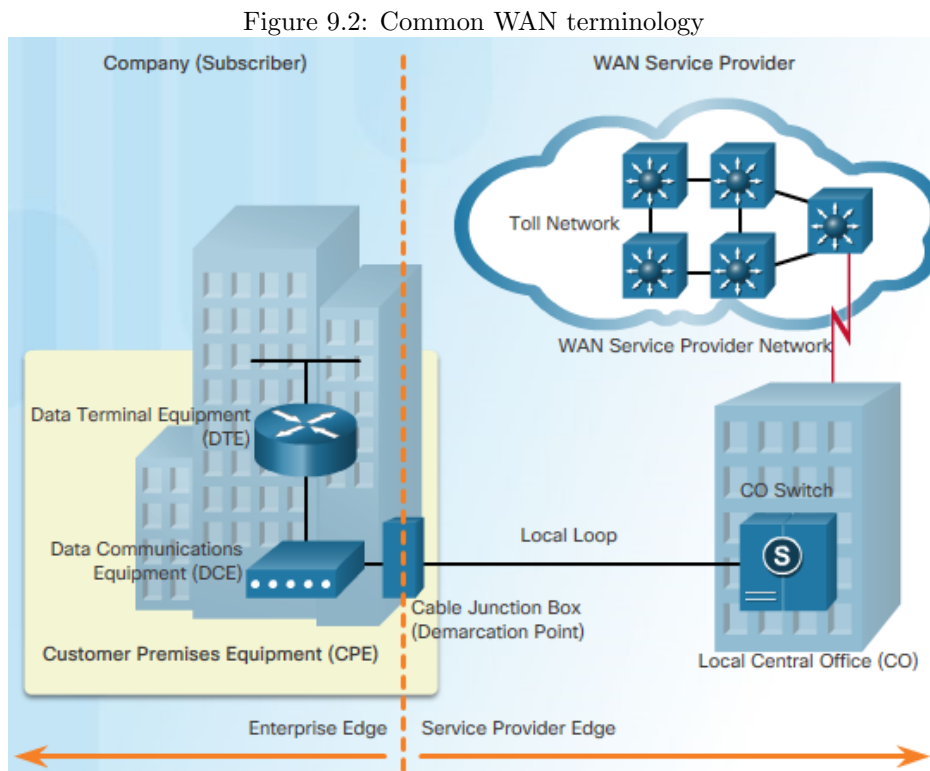 Figure 9.2: Common WAN terminology
Company (Subscriber)
WAN Service Provider
Toll Network
WAN Service Provider Network
Data Terminal Equipment
(DTE)
CO Switch
S
Local Loop
Data Communications
Equipment (DCE)
Cable Junction Box
(Demarcation Point)
Customer Premises Equipment (CPE)
Local Central Office (CO)
Enterprise Edge
Service Provider Edge